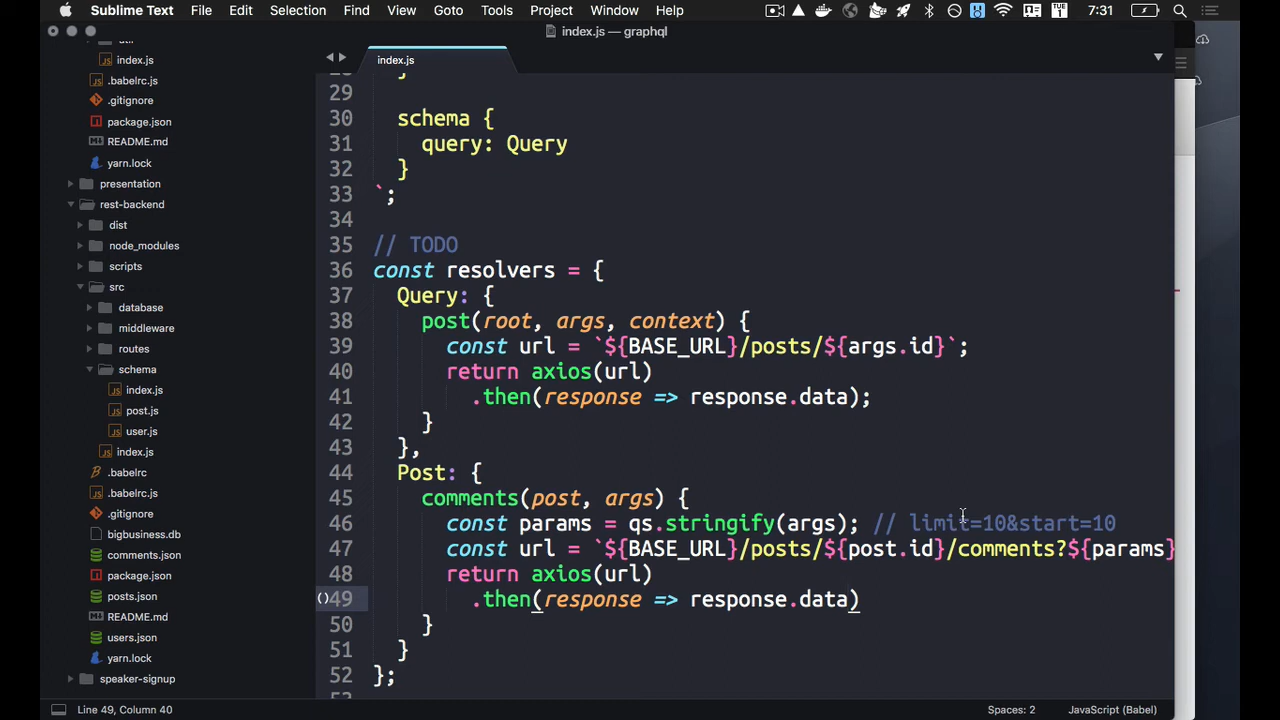 Sublime Text File Edit Selection Find View Goto Tools Project Window Help TUE 1 7:31
index.js — graphql
index.js
index.js
.babelrc.js
.gitignore
package.json
README.md
yarn.lock
presentation
rest-backend
dist
node_modules
scripts
src
database
middleware
routes
schema
index.js
post.js
user.js
index.js
.babelrc
.babelrc.js
.gitignore
bigbusiness.db
comments.json
package.json
posts.json
README.md
users.json
yarn.lock
speaker-signup
29
30 schema {
31 query: Query
32 }
33 `;
34
35 // TODO
36 const resolvers = {
37 Query: {
38 post(root, args, context) {
39 const url = `${BASE_URL}/posts/${args.id}`;
40 return axios(url)
41 .then(response => response.data);
42 }
43 },
44 Post: {
45 comments(post, args) {
46 const params = qs.stringify(args); // limit=10&start=10
47 const url = `${BASE_URL}/posts/${post.id}/comments?${params}
48 return axios(url)
49 .then(response => response.data)
50 }
51 }
52 };
Line 49, Column 40 Spaces: 2 JavaScript (Babel)